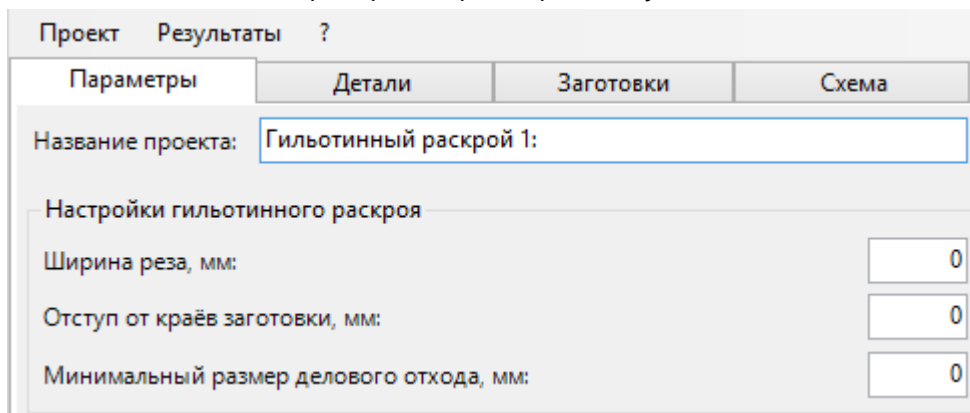 Проект Результаты ?
Параметры Детали Заготовки Схема
Название проекта: Гильотинный раскрой 1:
Настройки гильотинного раскроя
Ширина реза, мм: 0
Отступ от краёв заготовки, мм: 0
Минимальный размер делового отхода, мм: 0